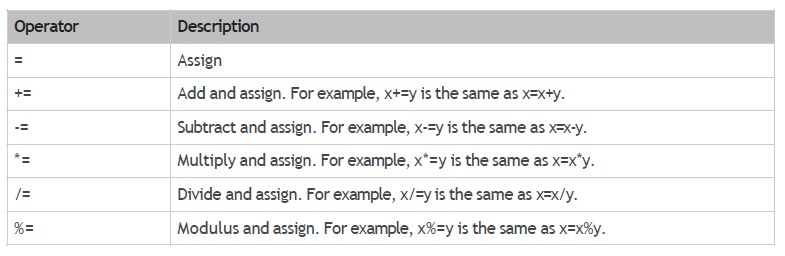 Operator Description
= Assign
+= Add and assign. For example, x+=y is the same as x=x+y.
-= Subtract and assign. For example, x-=y is the same as x=x-y.
*= Multiply and assign. For example, x*=y is the same as x=x*y.
/= Divide and assign. For example, x/=y is the same as x=x/y.
%= Modulus and assign. For example, x%=y is the same as x=x%y.